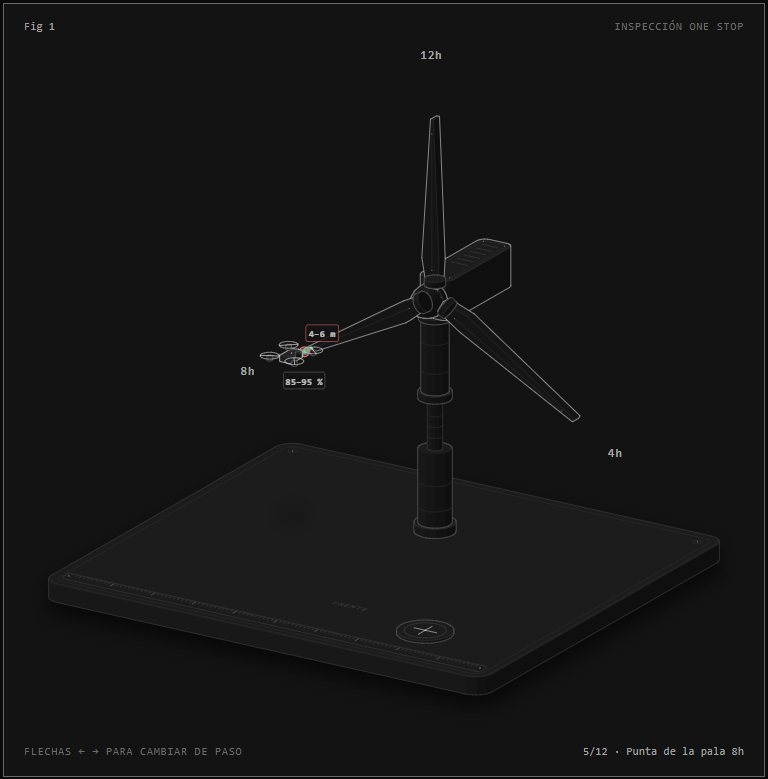 Fig 1
INSPECCIÓN ONE STOP
12h
4–6 m
8h
85–95 %
4h
FRENTE
FLECHAS ← → PARA CAMBIAR DE PASO
5/12 · Punta de la pala 8h